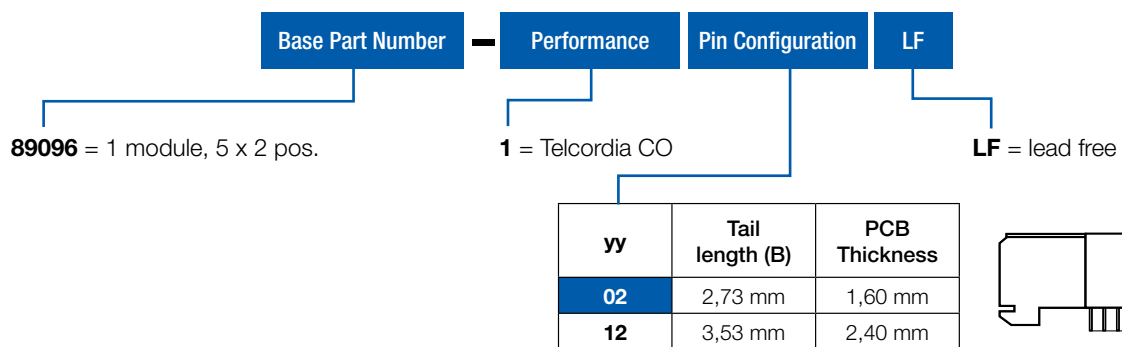 Base Part Number - Performance Pin Configuration LF
89096 = 1 module, 5 x 2 pos. 1 = Telcordia CO LF = lead free
yy Tail length (B) PCB Thickness
02 2,73 mm 1,60 mm
12 3,53 mm 2,40 mm